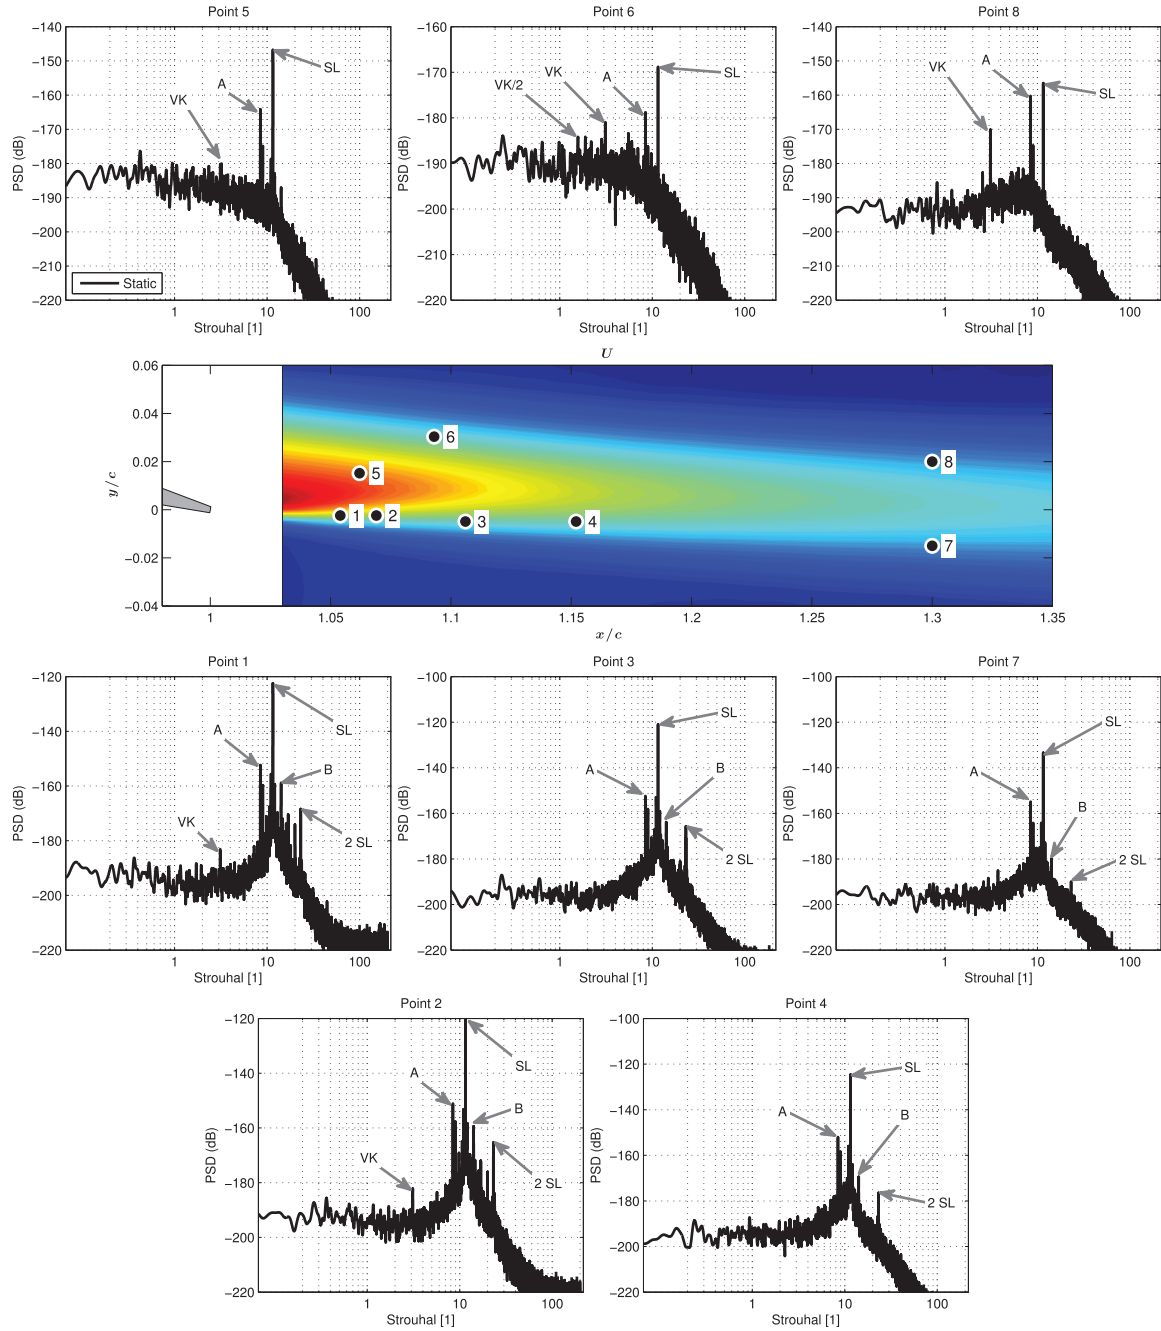 Point 5
Point 6
Point 8
−140
−150
−160
−170
−180
−190
−200
−210
−220
PSD (dB)
VK
A
SL
Static
1
10
100
Strouhal [1]
−160
−170
−180
−190
−200
−210
−220
PSD (dB)
VK/2
VK
A
SL
1
10
100
Strouhal [1]
−140
−150
−160
−170
−180
−190
−200
−210
−220
PSD (dB)
VK
A
SL
1
10
100
Strouhal [1]
U
0.06
0.04
0.02
0
−0.02
−0.04
y/c
6
5
8
1
2
3
4
7
1
1.05
1.1
1.15
1.2
1.25
1.3
1.35
x/c
Point 1
Point 3
Point 7
−120
−140
−160
−180
−200
−220
PSD (dB)
SL
A
B
VK
2 SL
1
10
100
Strouhal [1]
−100
−120
−140
−160
−180
−200
−220
PSD (dB)
SL
A
B
2 SL
1
10
100
Strouhal [1]
−100
−120
−140
−160
−180
−200
−220
PSD (dB)
SL
A
B
2 SL
1
10
100
Strouhal [1]
Point 2
Point 4
−120
−140
−160
−180
−200
−220
PSD (dB)
SL
A
B
VK
2 SL
1
10
100
Strouhal [1]
−100
−120
−140
−160
−180
−200
−220
PSD (dB)
SL
A
B
2 SL
1
10
100
Strouhal [1]